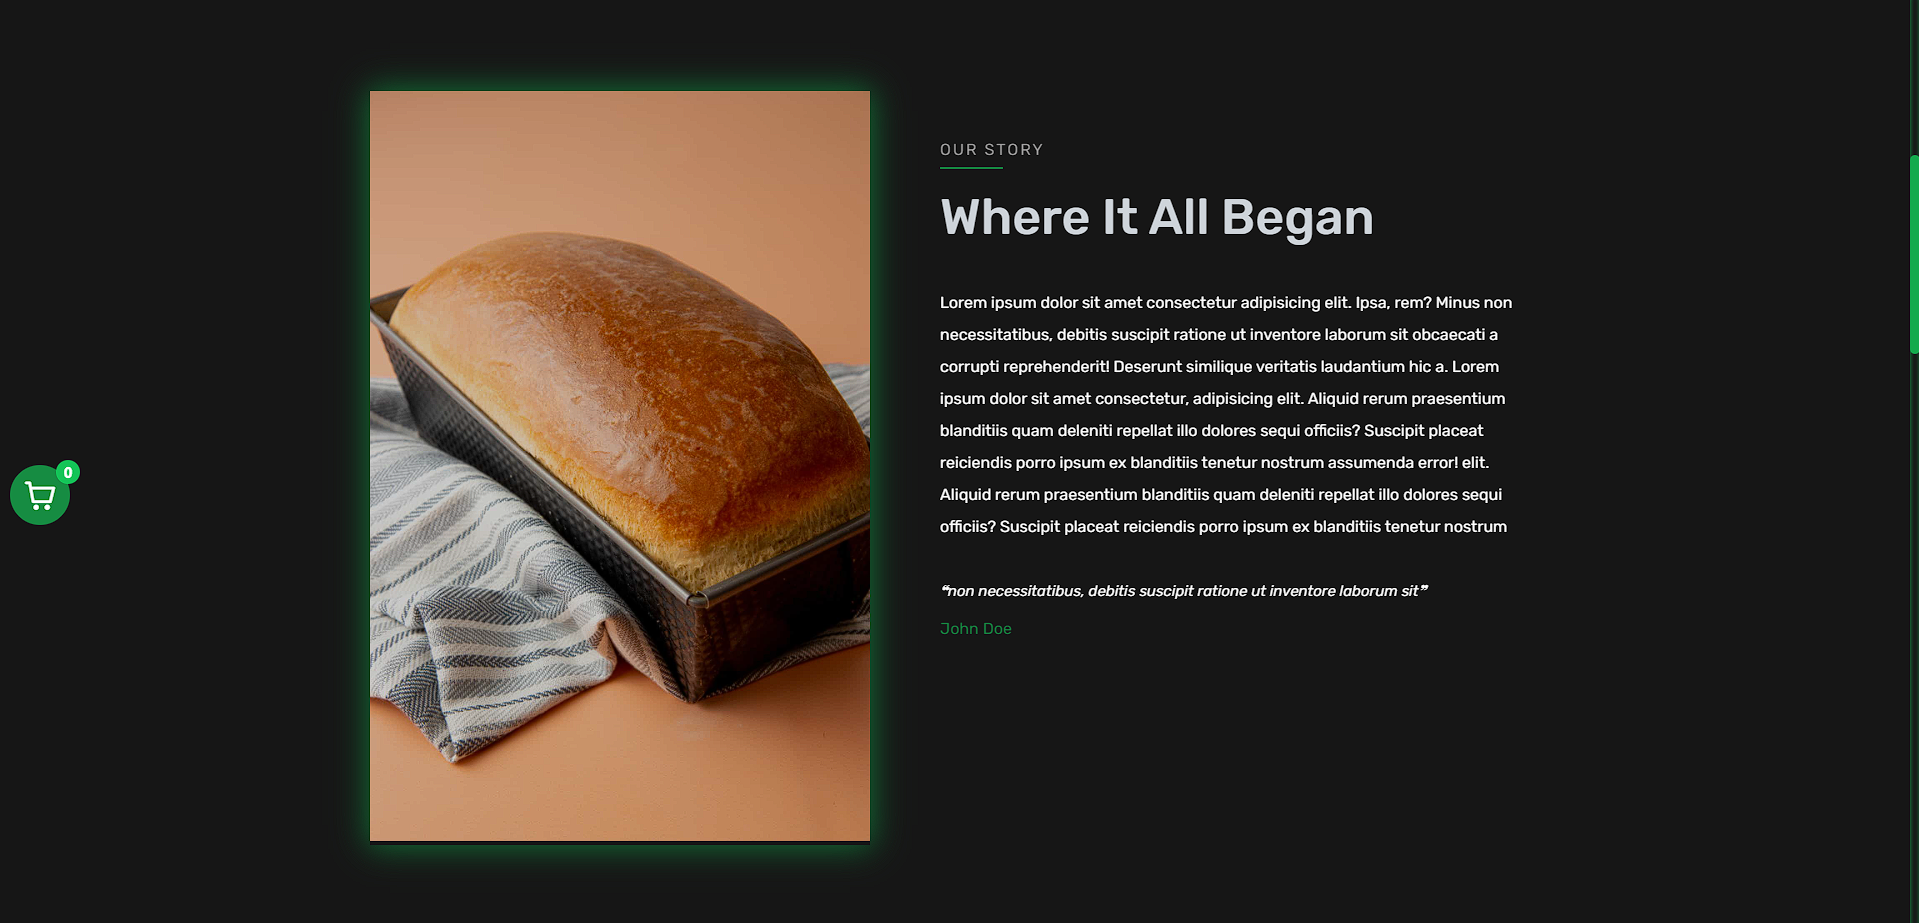 OUR STORY
Where It All Began
Lorem ipsum dolor sit amet consectetur adipisicing elit. Ipsa, rem? Minus non
necessitatibus, debitis suscipit ratione ut inventore laborum sit obcaecati a
corrupti reprehenderit! Deserunt similique veritatis laudantium hic a. Lorem
ipsum dolor sit amet consectetur, adipisicing elit. Aliquid rerum praesentium
blanditiis quam deleniti repellat illo dolores sequi officiis? Suscipit placeat
reiciendis porro ipsum ex blanditiis tenetur nostrum assumenda error! elit.
Aliquid rerum praesentium blanditiis quam deleniti repellat illo dolores sequi
officiis? Suscipit placeat reiciendis porro ipsum ex blanditiis tenetur nostrum
0
❝non necessitatibus, debitis suscipit ratione ut inventore laborum sit❞
John Doe